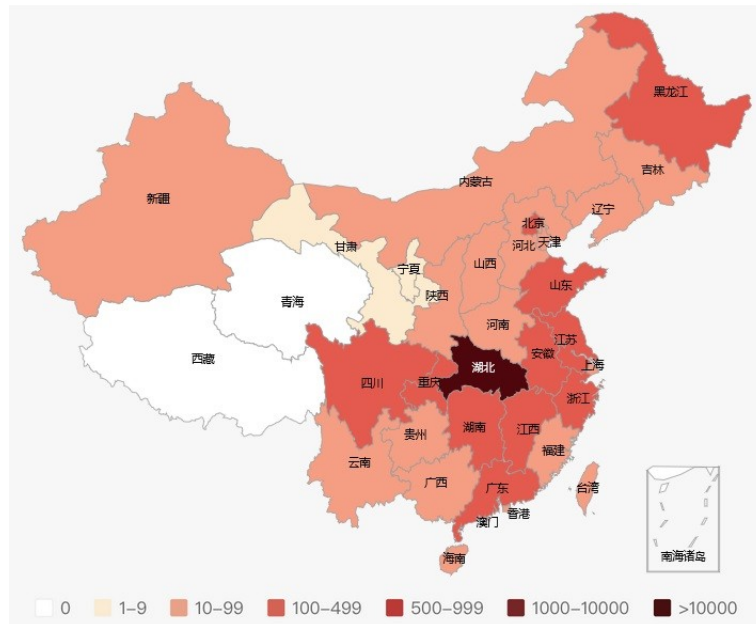 黑龙江
吉林
新疆
内蒙古
辽宁
北京
甘肃
河北
天津
宁夏
山西
陕西
山东
青海
河南
江苏
西藏
安徽
上海
湖北
四川
重庆
浙江
湖南
江西
贵州
福建
云南
广西
广东
台湾
香港
澳门
海南
南海诸岛
0
1–9
10–99
100–499
500–999
1000–10000
>10000